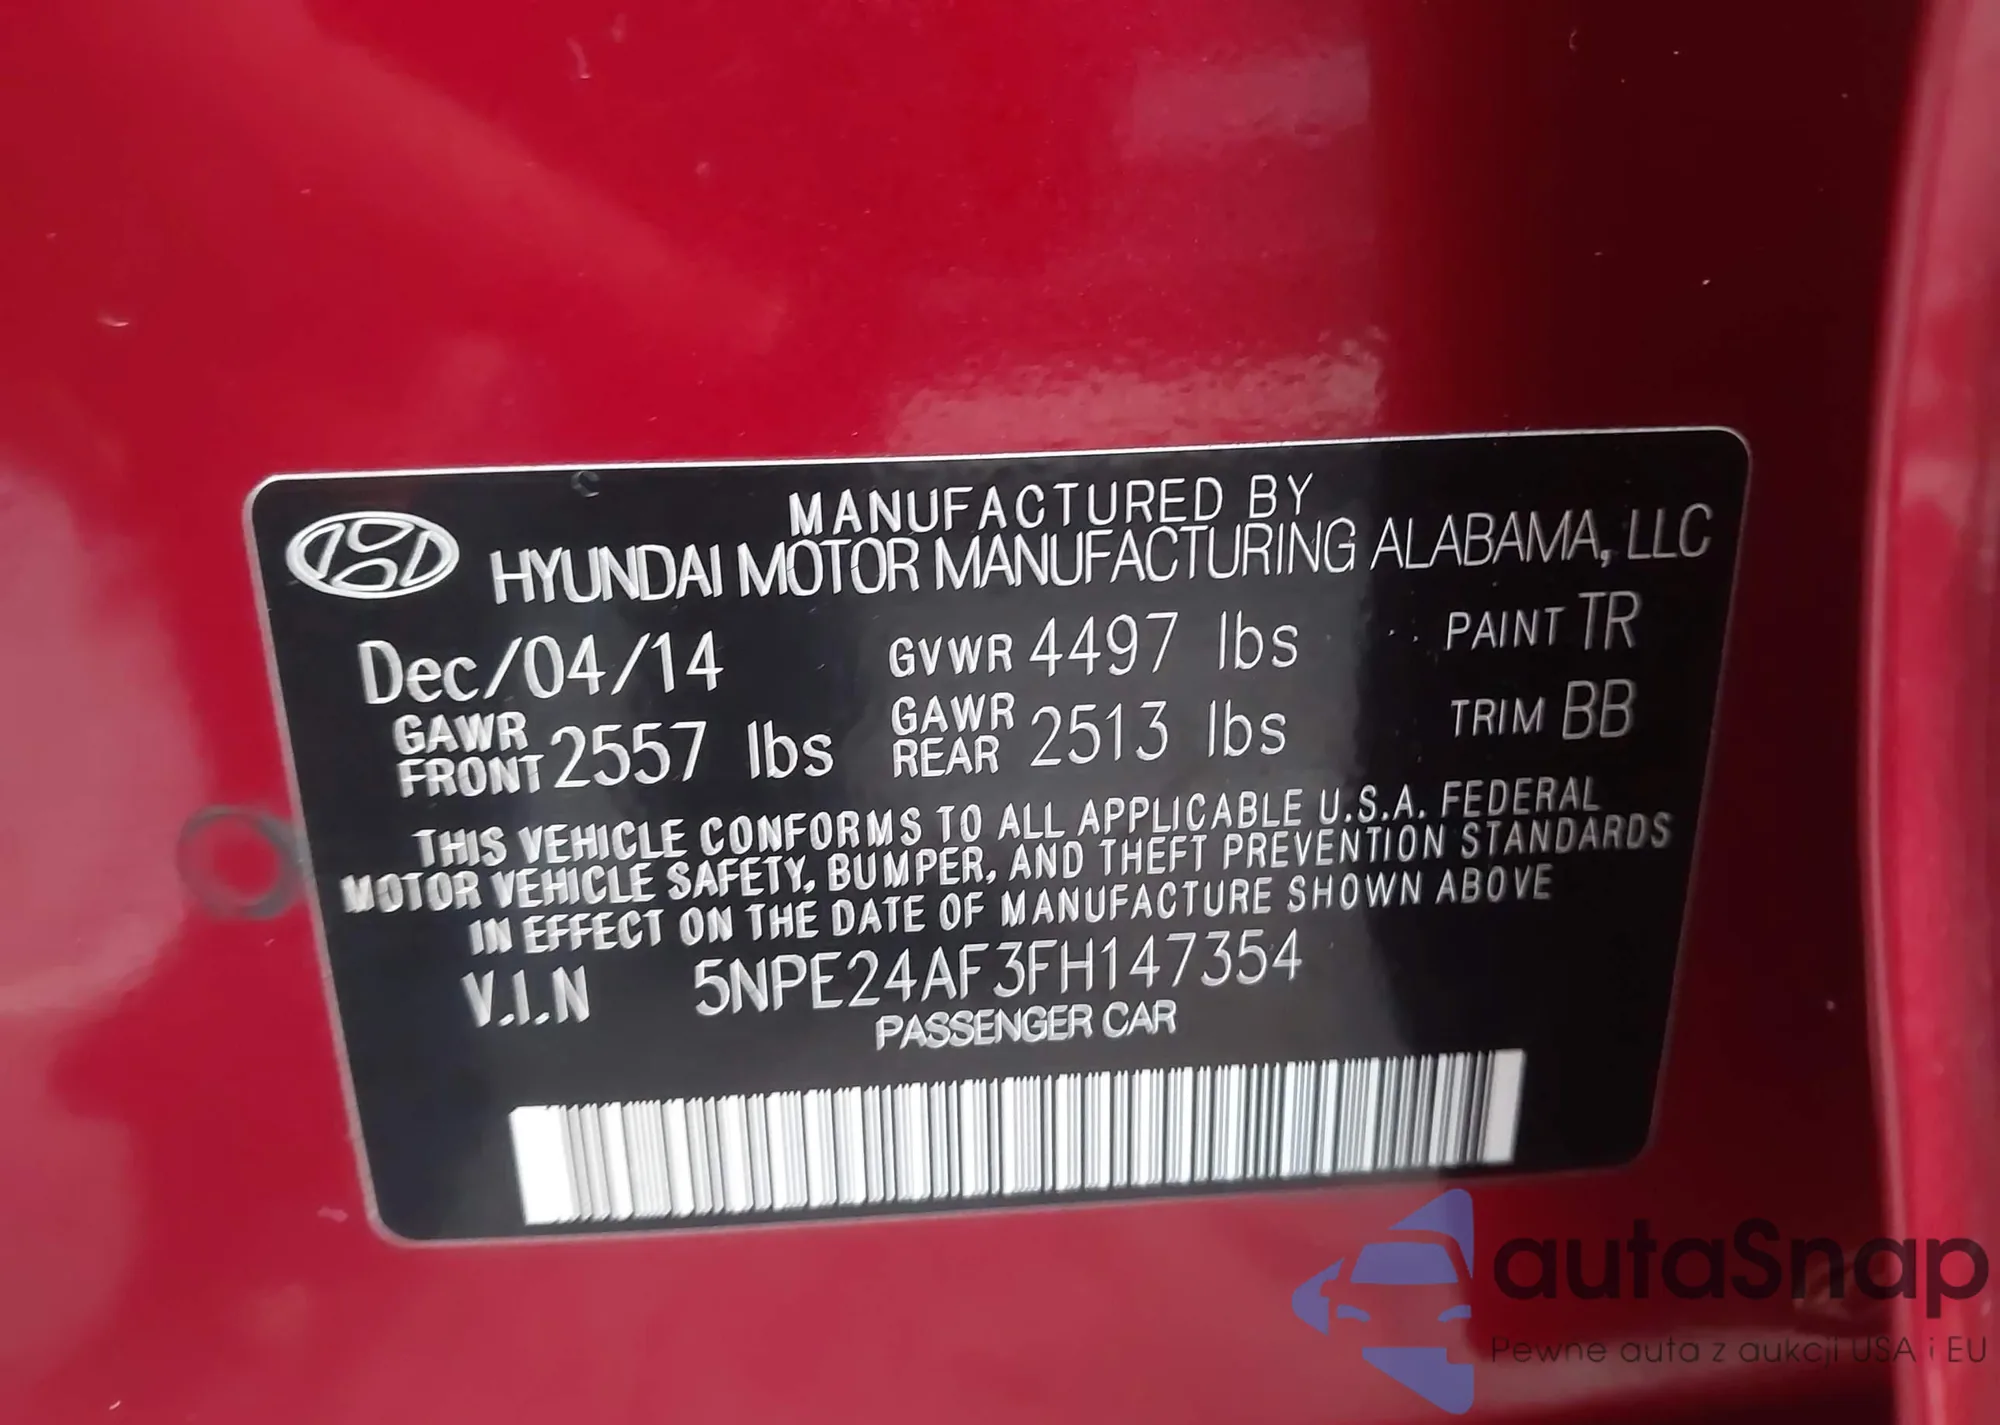 MANUFACTURED BY
HYUNDAI MOTOR MANUFACTURING ALABAMA, LLC
Dec/04/14 GVWR 4497 lbs PAINT TR
GAWR FRONT 2557 lbs GAWR REAR 2513 lbs TRIM BB
THIS VEHICLE CONFORMS TO ALL APPLICABLE U.S.A. FEDERAL
MOTOR VEHICLE SAFETY, BUMPER, AND THEFT PREVENTION STANDARDS
IN EFFECT ON THE DATE OF MANUFACTURE SHOWN ABOVE
V.I.N 5NPE24AF3FH147354
PASSENGER CAR
autaSnap
Pewne auta z aukcji USA i EU